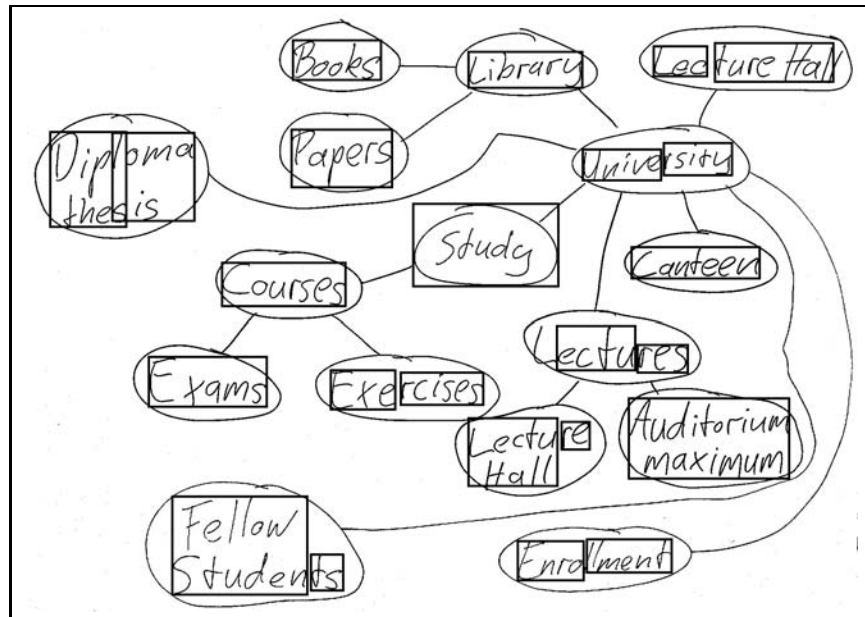 Books
Library
Lecture Hall
Diploma
thesis
Papers
University
Study
Canteen
Courses
Lectures
Exams
Exercises
Lecture
Hall
Auditorium
maximum
Fellow
Students
Enrollment